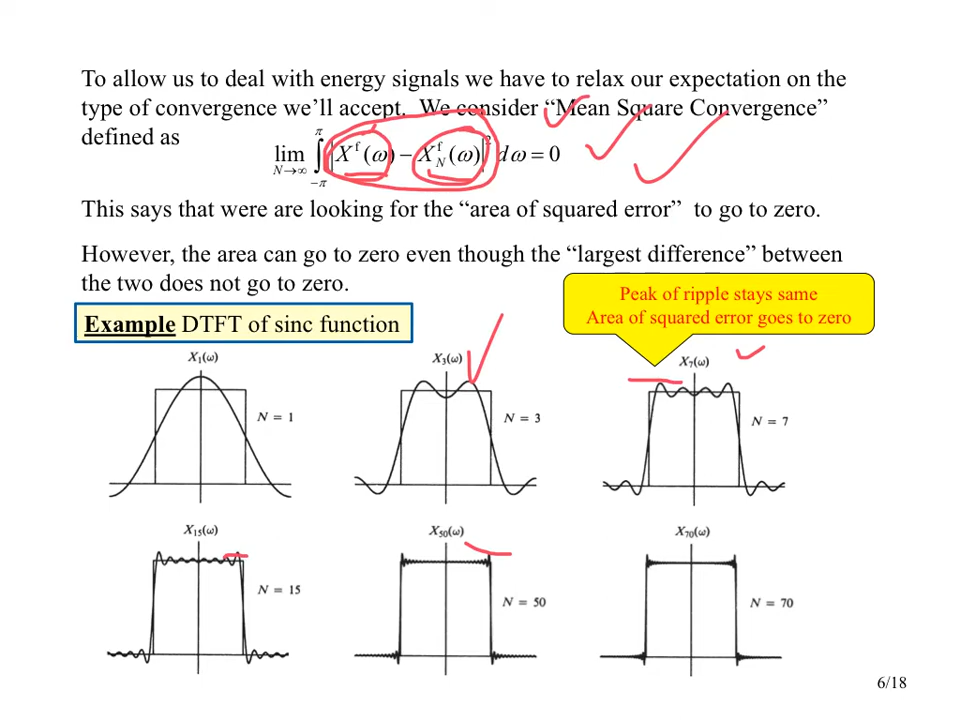 To allow us to deal with energy signals we have to relax our expectation on the
type of convergence we'll accept. We consider “Mean Square Convergence”
defined as
lim N→∞ ∫_{−π}^{π} |X^f(ω) − X_N^f(ω)|² dω = 0
This says that were are looking for the “area of squared error” to go to zero.
However, the area can go to zero even though the “largest difference” between
the two does not go to zero.
Peak of ripple stays same
Area of squared error goes to zero
Example DTFT of sinc function
X₁(ω)
N = 1
X₃(ω)
N = 3
X₇(ω)
N = 7
X₁₅(ω)
N = 15
X₅₀(ω)
N = 50
X₇₀(ω)
N = 70
6/18